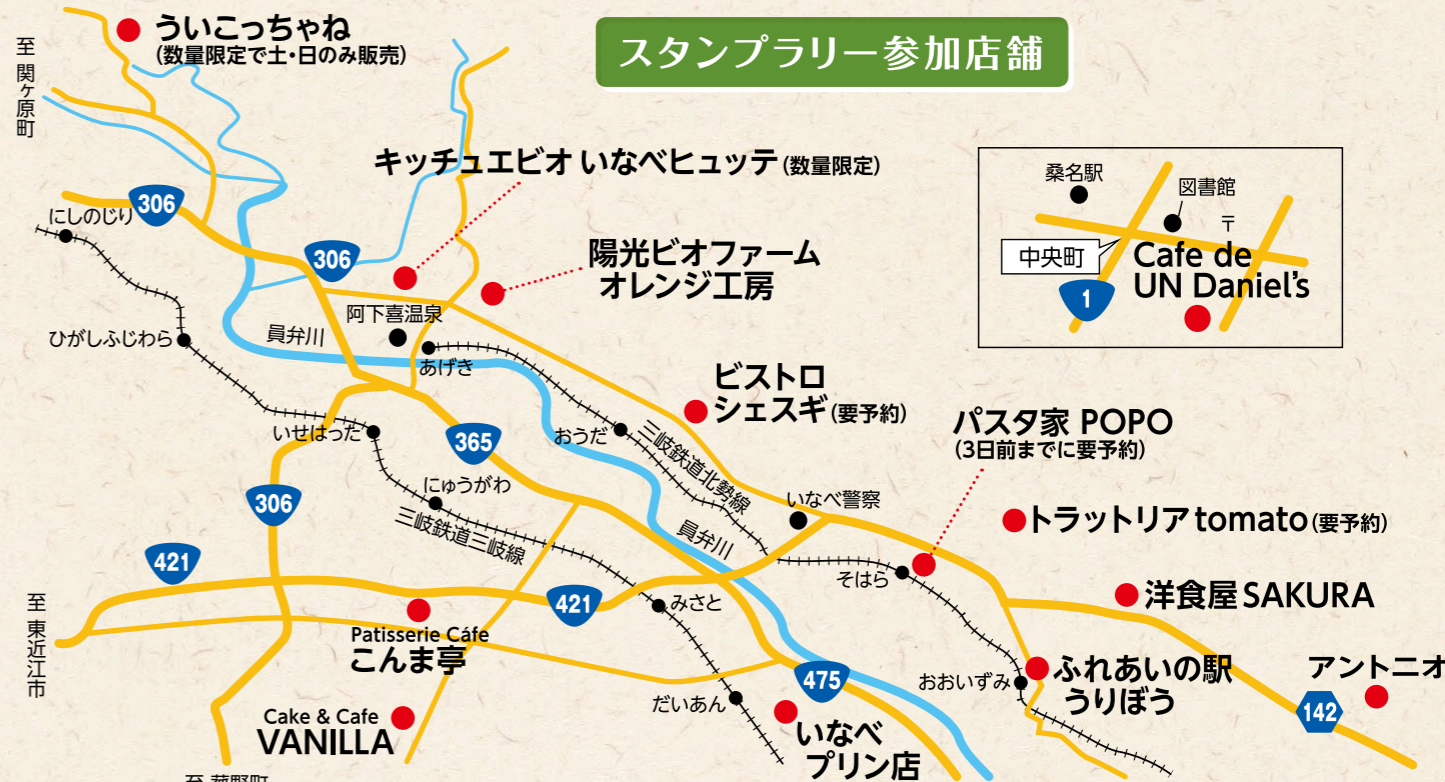 スタンプラリー参加店舗
ういこっちゃね
(数量限定で土・日のみ販売)
至 関ヶ原町
キッチュエビオ いなべヒュッテ(数量限定)
306
にしのじり
306
陽光ビオファーム
オレンジ工房
桑名駅
図書館
〒
中央町
Cafe de
UN Daniel's
1
阿下喜温泉
員弁川
ひがしふじわら
あげき
ビストロ
シェスギ(要予約)
パスタ家 POPO
(3日前までに要予約)
いせはった
365
おうだ
三岐鉄道北勢線
にゅうがわ
306
いなべ警察
三岐鉄道三岐線
員弁川
トラットリア tomato(要予約)
421
そはら
421
みさと
洋食屋 SAKURA
至 東近江市
Patisserie Cáfe
こんま亭
475
おおいずみ
ふれあいの駅
うりぼう
アントニオ
だいあん
142
Cake & Cafe
VANILLA
いなべ
プリン店